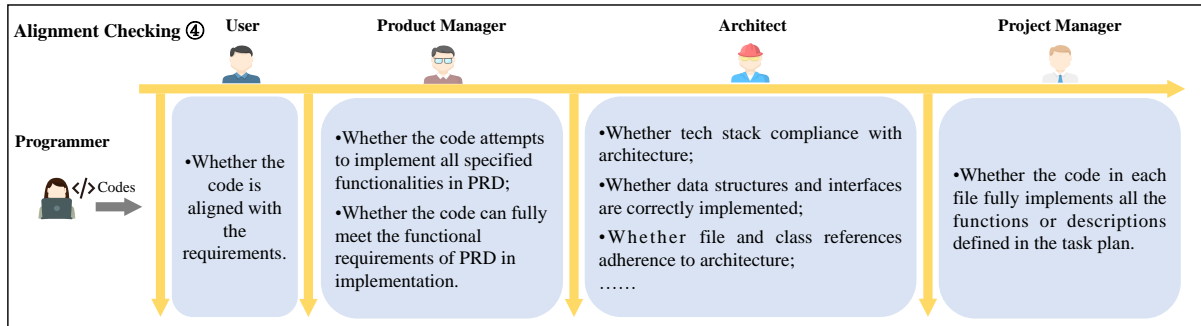 Alignment Checking ④
User
Product Manager
Architect
Project Manager
Programmer
</> Codes
•Whether the
code is
aligned with
the
requirements.
•Whether the code attempts
to implement all specified
functionalities in PRD;
•Whether the code can fully
meet the functional
requirements of PRD in
implementation.
•Whether tech stack compliance with
architecture;
•Whether data structures and interfaces
are correctly implemented;
•Whether file and class references
adherence to architecture;
……
•Whether the code in each
file fully implements all the
functions or descriptions
defined in the task plan.